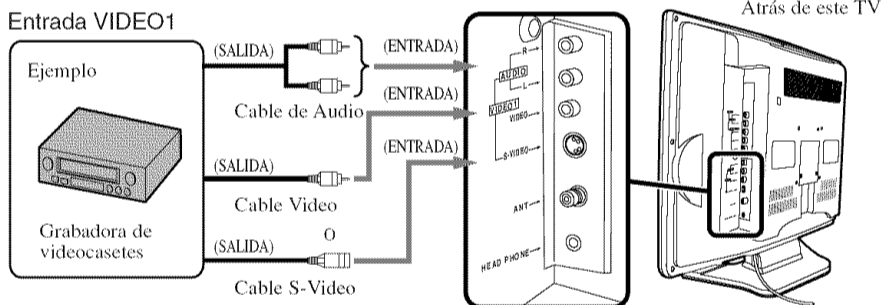 Entrada VIDEO1
Atrás de este TV
Ejemplo
Grabadora de
videocasetes
(SALIDA)
(ENTRADA)
Cable de Audio
(ENTRADA)
(SALIDA)
Cable Video
(ENTRADA)
(SALIDA)
O
Cable S-Video
R
AUDIO
L
VIDEO1
VIDEO
S-VIDEO
ANT
HEAD PHONE